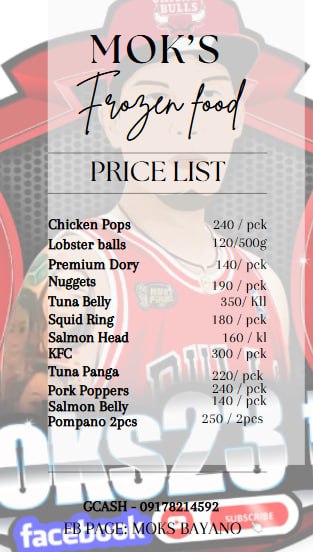 CHICAGO
BULLS
MOK'S
Frozen food
PRICE LIST
Chicken Pops 240 / pck
Lobster balls 120/500g
Premium Dory 140/ pck
Nuggets 190 / pck
Tuna Belly 350/ Kll
Squid Ring 180 / pck
Salmon Head 160 / kl
KFC 300 / pck
Tuna Panga 220/ pck
Pork Poppers 240 / pck
Salmon Belly 140 / pck
Pompano 2pcs 250 / 2pcs
OKS23
GCASH - 09178214592
FB PAGE: MOKS BAYANO
facebook
SUBSCRIBE